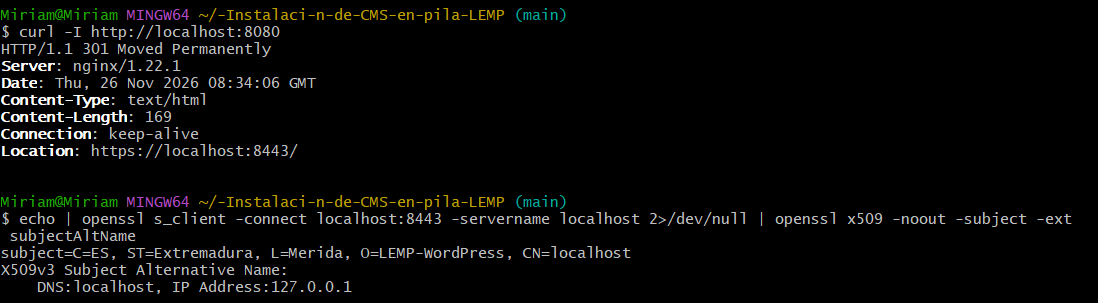 Miriam@Miriam MINGW64 ~/-Instalaci-n-de-CMS-en-pila-LEMP (main)
$ curl -I http://localhost:8080
HTTP/1.1 301 Moved Permanently
Server: nginx/1.22.1
Date: Thu, 26 Nov 2026 08:34:06 GMT
Content-Type: text/html
Content-Length: 169
Connection: keep-alive
Location: https://localhost:8443/
Miriam@Miriam MINGW64 ~/-Instalaci-n-de-CMS-en-pila-LEMP (main)
$ echo | openssl s_client -connect localhost:8443 -servername localhost 2>/dev/null | openssl x509 -noout -subject -ext
subjectAltName
subject=C=ES, ST=Extremadura, L=Merida, O=LEMP-WordPress, CN=localhost
X509v3 Subject Alternative Name:
DNS:localhost, IP Address:127.0.0.1